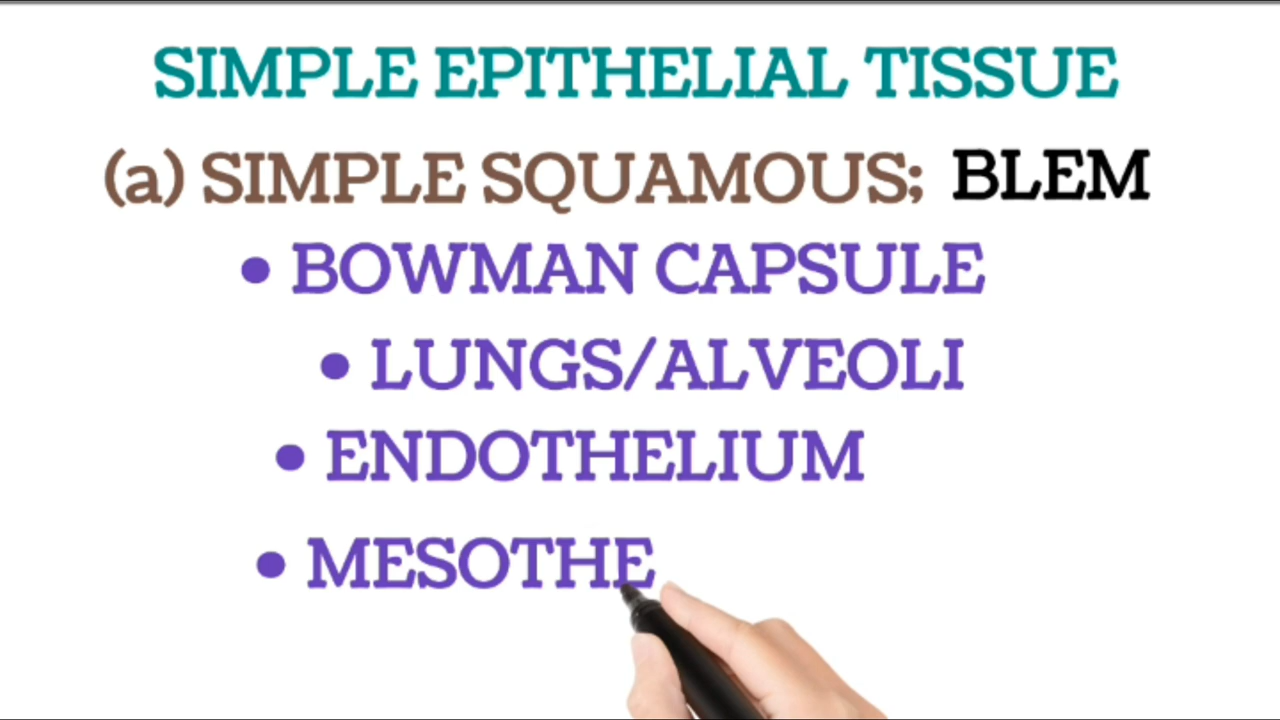 SIMPLE EPITHELIAL TISSUE
(a) SIMPLE SQUAMOUS; BLEM
• BOWMAN CAPSULE
• LUNGS/ALVEOLI
• ENDOTHELIUM
• MESOTHE